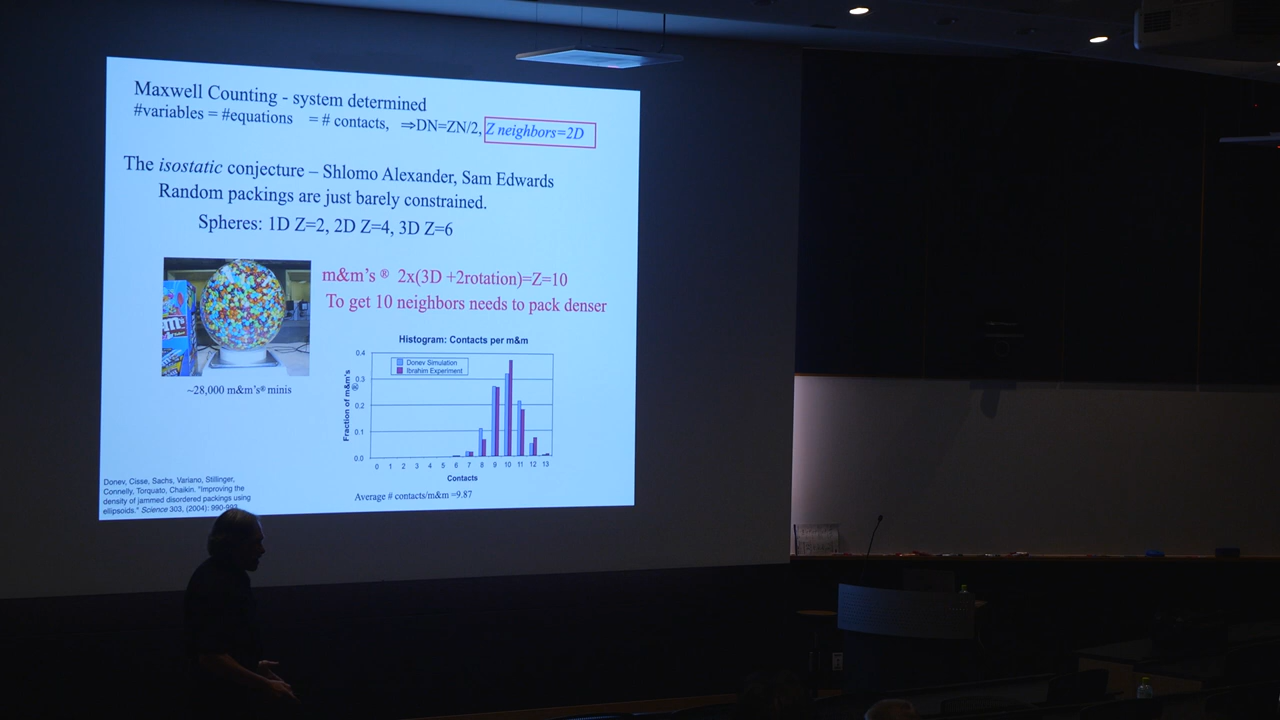 Maxwell Counting - system determined
#variables = #equations = # contacts, ⇒DN=ZN/2, Z neighbors=2D
The isostatic conjecture – Shlomo Alexander, Sam Edwards
Random packings are just barely constrained.
Spheres: 1D Z=2, 2D Z=4, 3D Z=6
m&m's ® 2x(3D +2rotation)=Z=10
To get 10 neighbors needs to pack denser
~28,000 m&m's® minis
Histogram: Contacts per m&m
Donev Simulation
Ibrahim Experiment
Fraction of m&m's ®
0.4
0.3
0.2
0.1
0.0
0 1 2 3 4 5 6 7 8 9 10 11 12 13
Contacts
Average # contacts/m&m =9.87
Donev, Cisse, Sachs, Variano, Stillinger,
Connelly, Torquato, Chaikin. "Improving the
density of jammed disordered packings using
ellipsoids." Science 303, (2004): 990-993.